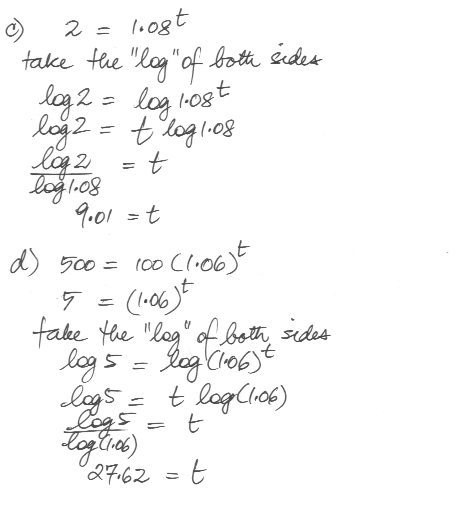 c) 2 = 1.08^t
take the "log" of both sides
log 2 = log 1.08^t
log 2 = t log 1.08
log 2 / log 1.08 = t
9.01 = t
d) 500 = 100 (1.06)^t
5 = (1.06)^t
take the "log" of both sides
log 5 = log (1.06)^t
log 5 = t log (1.06)
log 5 / log (1.06) = t
27.62 = t